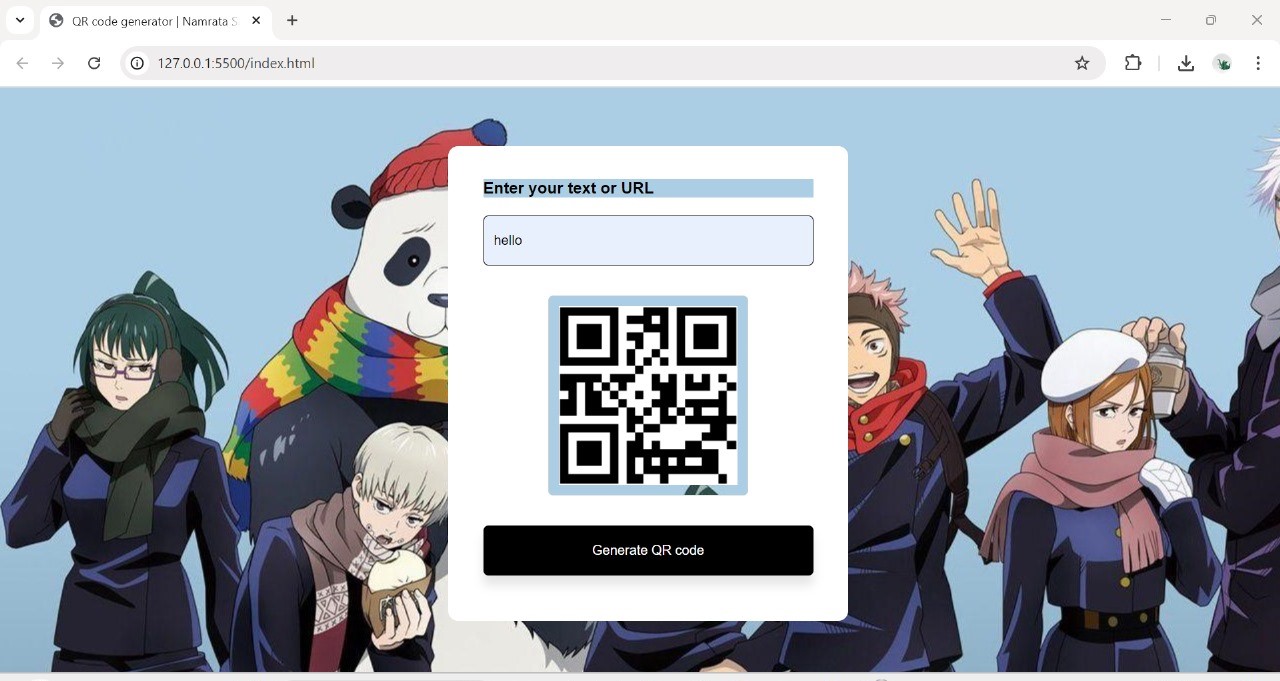 QR code generator | Namrata S
127.0.0.1:5500/index.html
Enter your text or URL
hello
Generate QR code